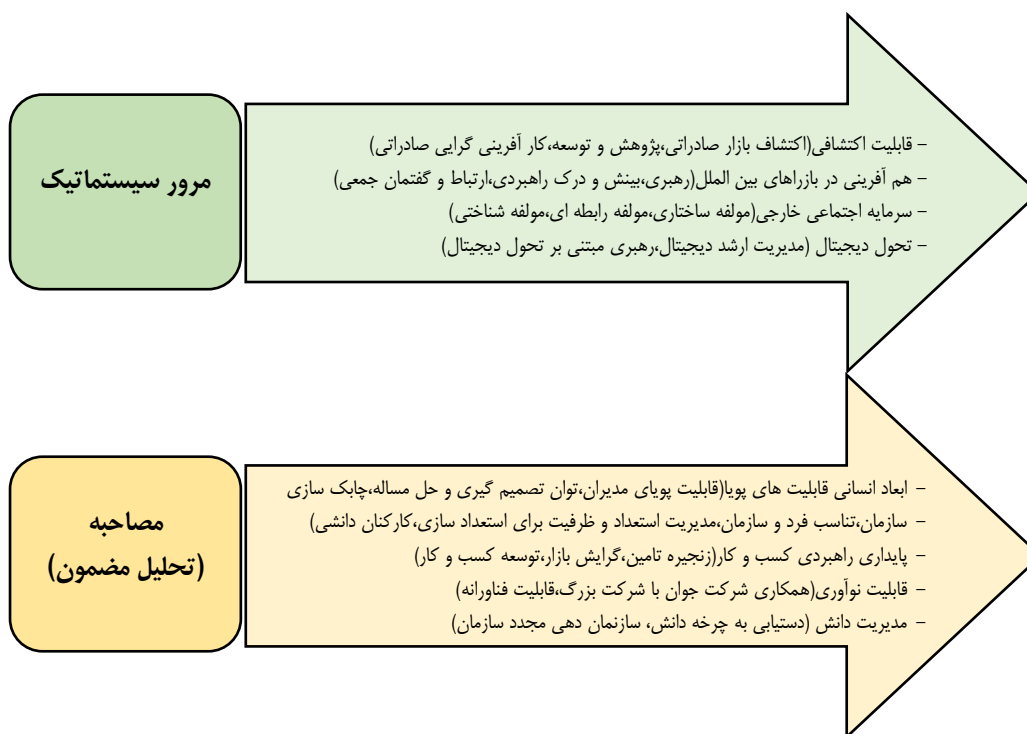 مرور سیستماتیک
- قابلیت اکتشافی(اکتشاف بازار صادراتی،پژوهش و توسعه،کار آفرینی گرایی صادراتی)
- هم آفرینی در بازراهای بین الملل(رهبری،بینش و درک راهبردی،ارتباط و گفتمان جمعی)
- سرمایه اجتماعی خارجی(مولفه ساختاری،مولفه رابطه ای،مولفه شناختی)
- تحول دیجیتال (مدیریت ارشد دیجیتال،رهبری مبتنی بر تحول دیجیتال)
مصاحبه
(تحلیل مضمون)
- ابعاد انسانی قابلیت های پویا(قابلیت پویای مدیران،توان تصمیم گیری و حل مساله،چابک سازی
- سازمان،تناسب فرد و سازمان،مدیریت استعداد و ظرفیت برای استعداد سازی،کارکنان دانشی)
- پایداری راهبردی کسب و کار(زنجیره تامین،گرایش بازار،توسعه کسب و کار)
- قابلیت نوآوری(همکاری شرکت جوان با شرکت بزرگ،قابلیت فناورانه)
- مدیریت دانش (دستیابی به چرخه دانش، سازنمان دهی مجدد سازمان)